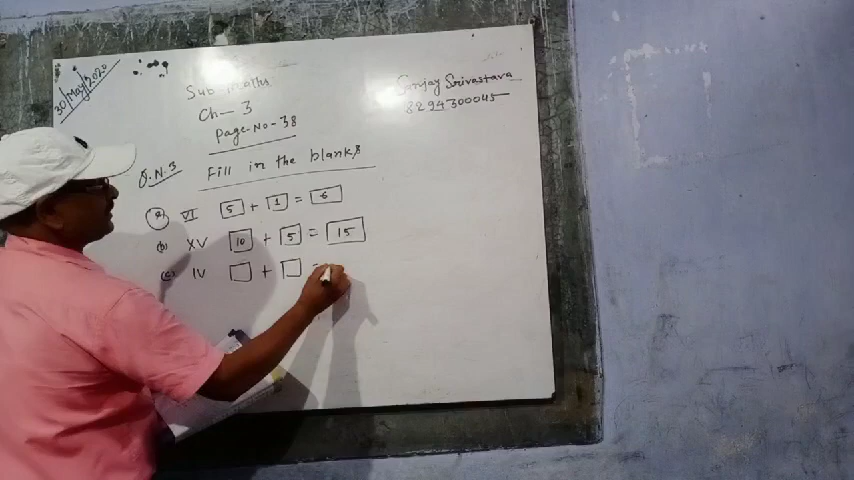 30/May/2020
Sub- Maths
Ch- 3
Page-No-38
Sanjay Srivastava
8294300045
Q.N.3 Fill in the blanks
(a) VI 5 + 1 = 6
(b) XV 10 + 5 = 15
(c) IV + =